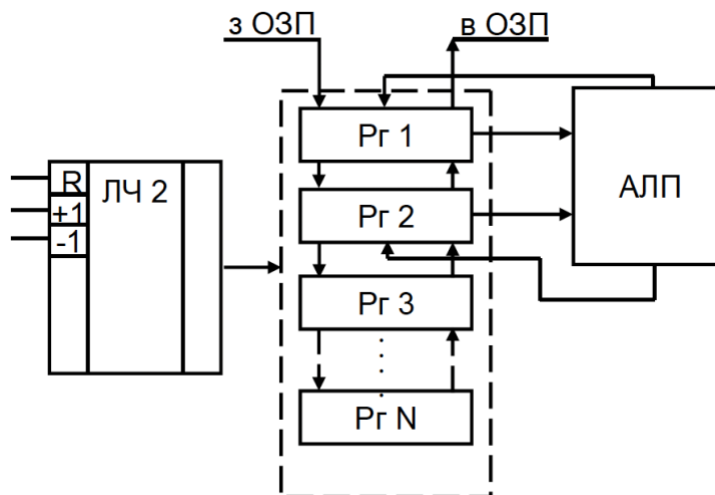 з ОЗП
в ОЗП
Рг 1
R
ЛЧ 2
+1
-1
Рг 2
АЛП
Рг 3
Рг N